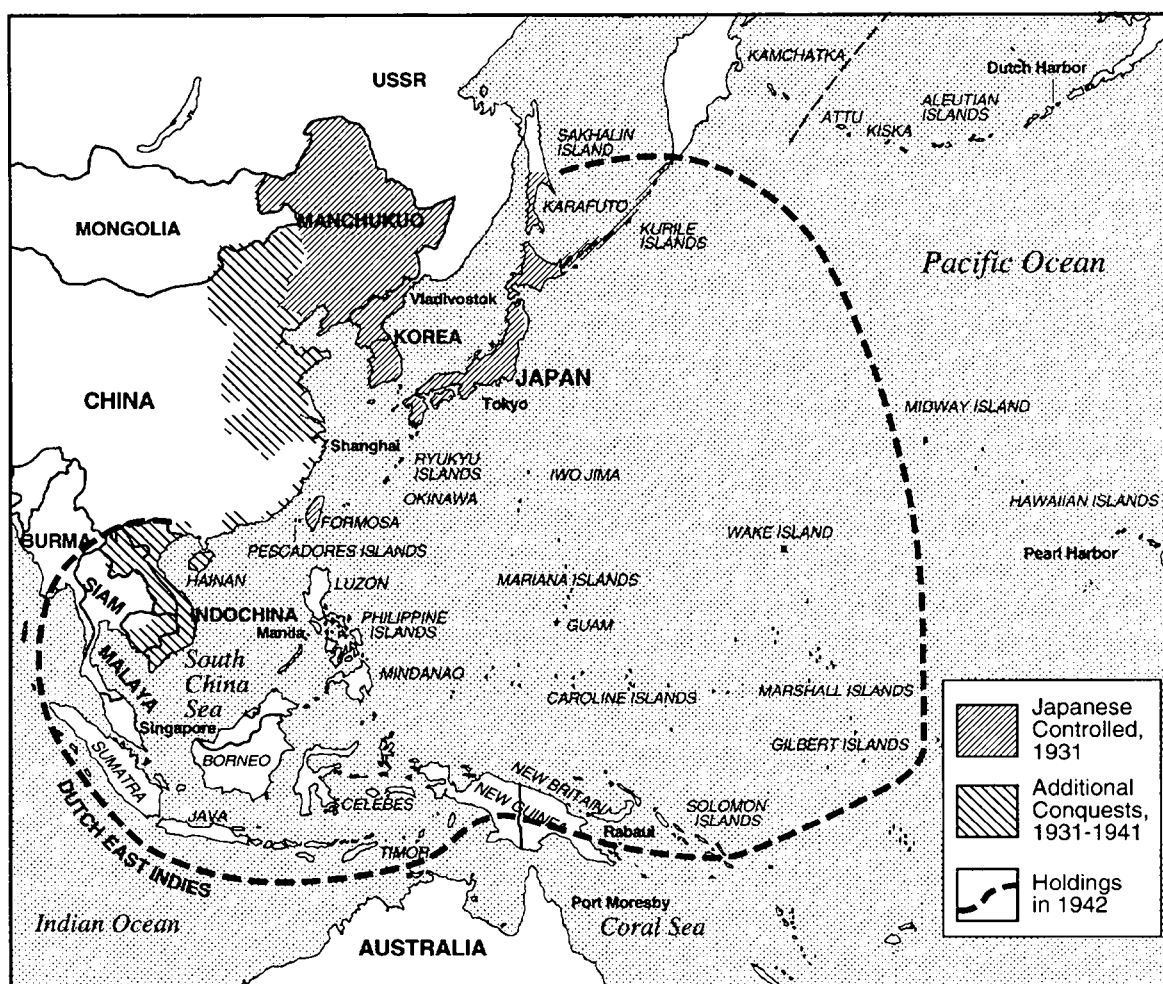 KAMCHATKA
USSR
Dutch Harbor
ALEUTIAN
ISLANDS
ATTU
KISKA
SAKHALIN
ISLAND
KARAFUTO
MONGOLIA
MANCHUKUO
KURILE
ISLANDS
Pacific Ocean
Vladivostok
KOREA
JAPAN
Tokyo
CHINA
MIDWAY ISLAND
Shanghai
RYUKYU
ISLANDS
IWO JIMA
OKINAWA
HAWAIIAN ISLANDS
FORMOSA
WAKE ISLAND
BURMA
PESCADORES ISLANDS
Pearl Harbor
HAINAN
LUZON
MARIANA ISLANDS
SIAM
INDOCHINA
PHILIPPINE
ISLANDS
GUAM
Manila
MALAYA
South
China
Sea
MINDANAO
CAROLINE ISLANDS
MARSHALL ISLANDS
Singapore
GILBERT ISLANDS
SUMATRA
BORNEO
CELEBES
NEW BRITAIN
NEW GUINEA
SOLOMON
ISLANDS
JAVA
Rabaul
TIMOR
DUTCH EAST INDIES
Port Moresby
Indian Ocean
Coral Sea
AUSTRALIA
Japanese
Controlled,
1931
Additional
Conquests,
1931-1941
Holdings
in 1942